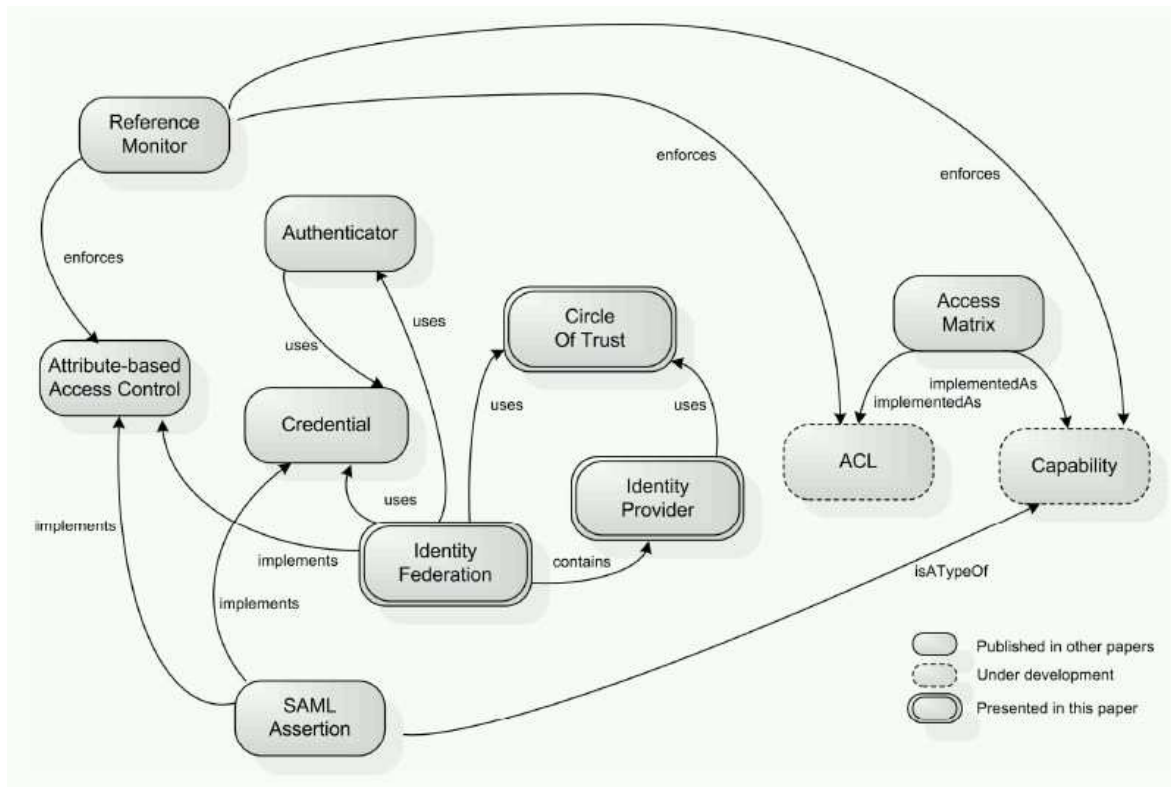 Reference
Monitor
enforces
enforces
enforces
Authenticator
Access
Matrix
Circle
Of Trust
uses
uses
Attribute-based
Access Control
implementedAs
implementedAs
uses
uses
Credential
ACL
Capability
Identity
Provider
uses
implements
Identity
Federation
implements
contains
isATypeOf
implements
SAML
Assertion
Published in other papers
Under development
Presented in this paper